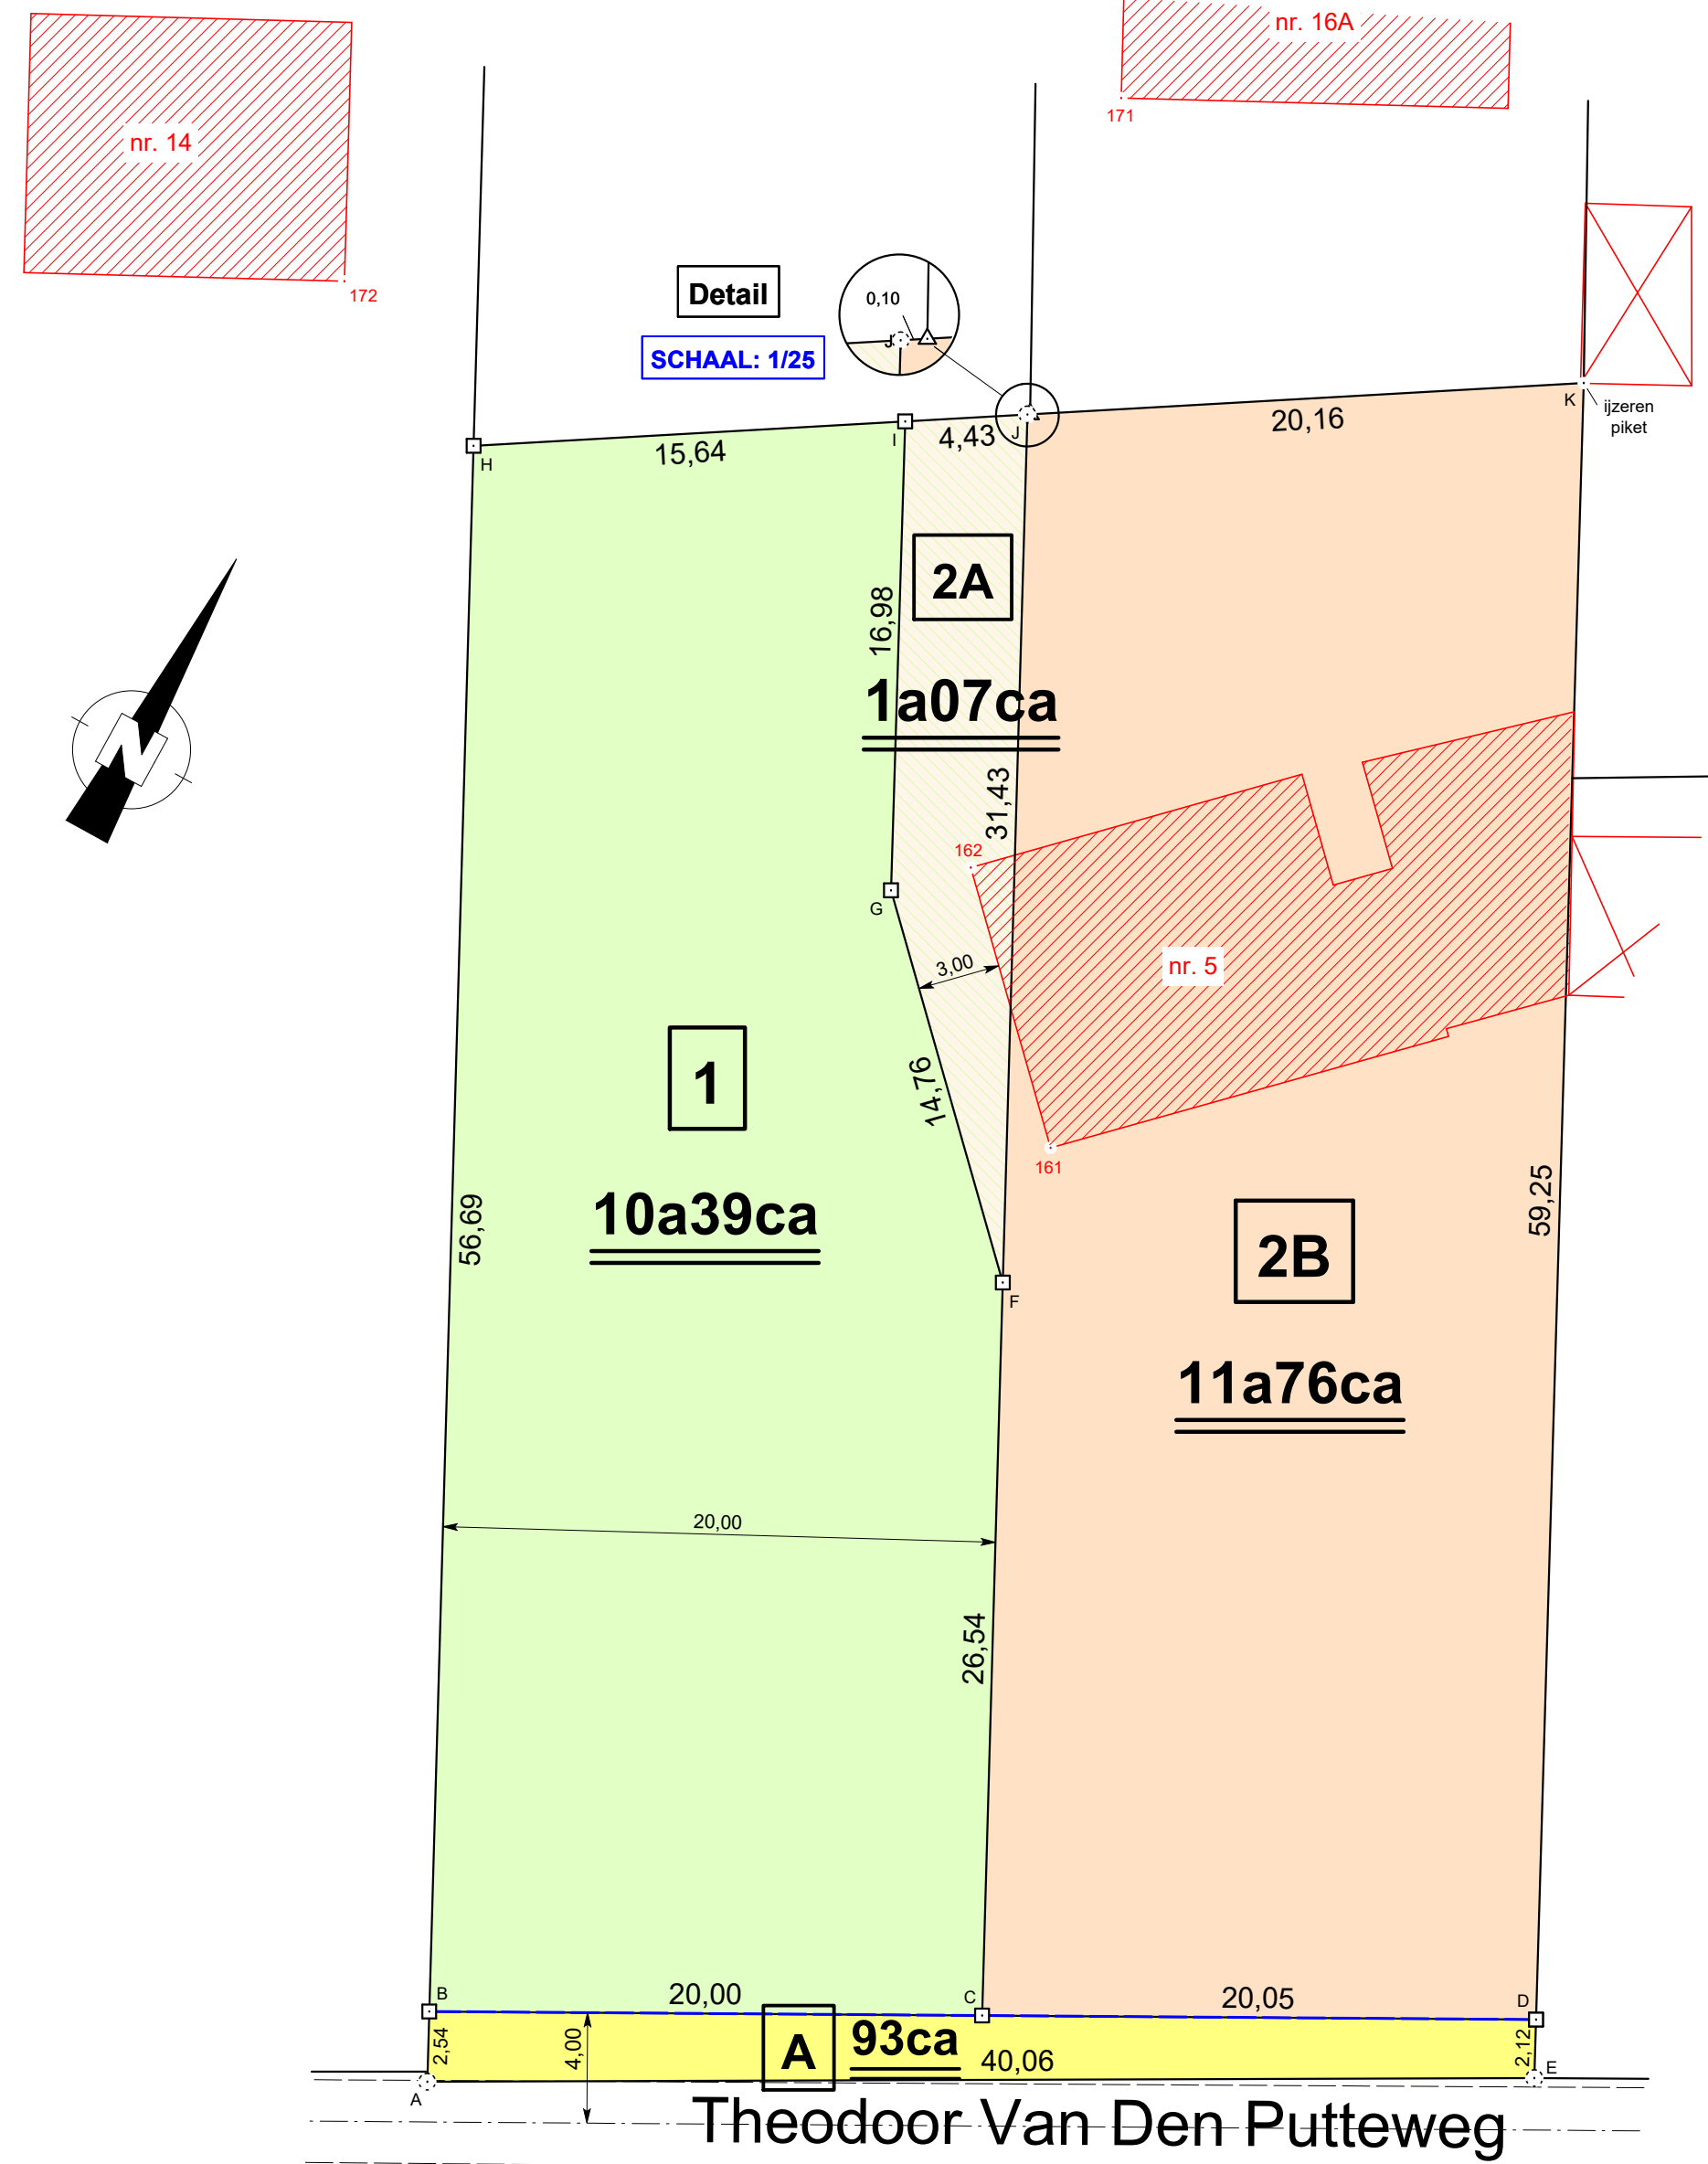 nr. 16A
nr. 14
171
172
Detail
0,10
J
SCHAAL: 1/25
K
ijzeren
piket
20,16
I
4,43
J
15,64
H
2A
16,98
1a07ca
N
31,43
162
G
3,00
nr. 5
1
14,76
161
10a39ca
56,69
59,25
2B
F
11a76ca
20,00
26,54
B
20,00
C
20,05
D
2,54
4,00
A
93ca
40,06
2,12
E
A
Theodoor Van Den Putteweg